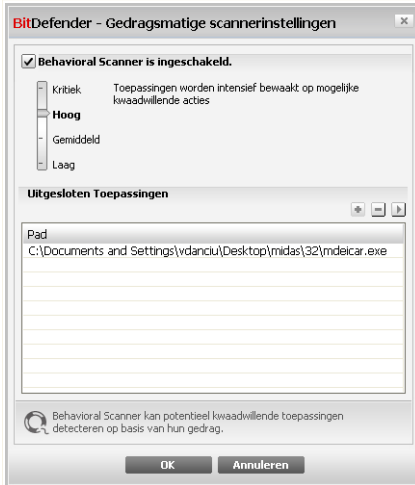 BitDefender - Gedragsmatige scannerinstellingen
Behavioral Scanner is ingeschakeld.
Kritiek
Toepassingen worden intensief bewaakt op mogelijke
kwaadwillende acties
Hoog
Gemiddeld
Laag
Uitgesloten Toepassingen
Pad
C:\Documents and Settings\vdanciu\Desktop\midas\32\mdeicar.exe
Behavioral Scanner kan potentieel kwaadwillende toepassingen
detecteren op basis van hun gedrag.
OK
Annuleren